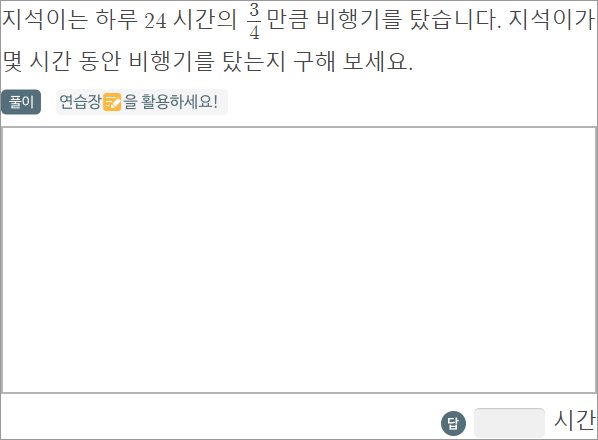 지석이는 하루 24 시간의 3/4 만큼 비행기를 탔습니다. 지석이가
몇 시간 동안 비행기를 탔는지 구해 보세요.
풀이 연습장을 활용하세요!
답 시간